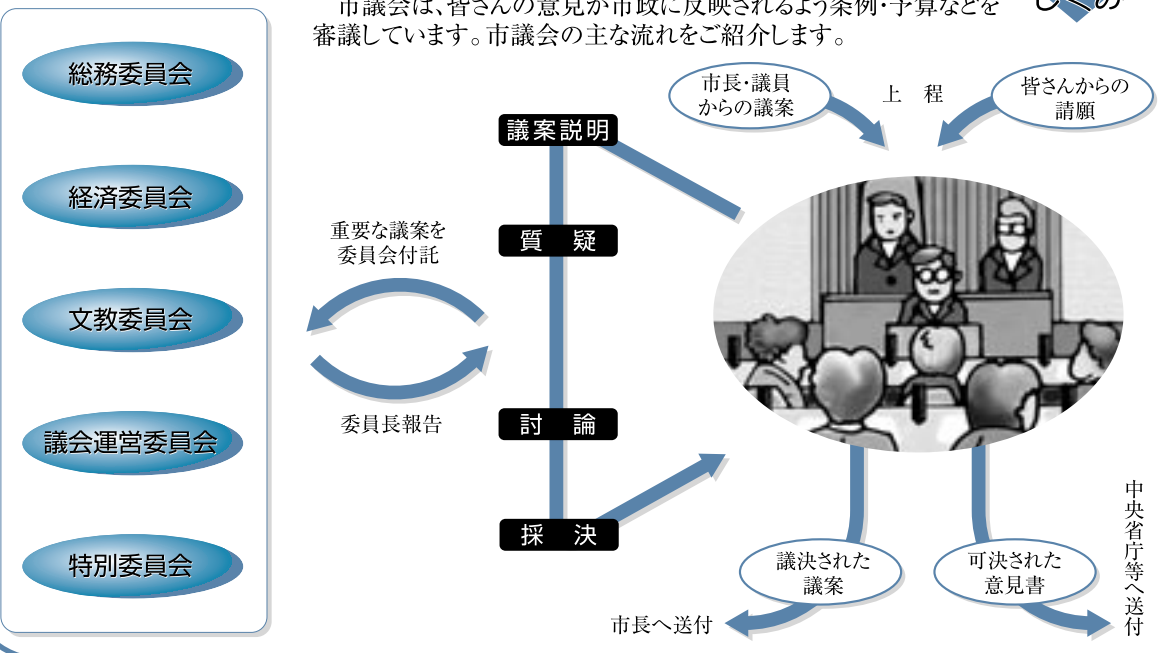 市議会は、皆さんの意見が市政に反映されるよう条例・予算などを
審議しています。市議会の主な流れをご紹介します。
総務委員会
経済委員会
文教委員会
議会運営委員会
特別委員会
重要な議案を
委員会付託
委員長報告
議案説明
質　疑
討　論
採　決
市長・議員
からの議案
上　程
皆さんからの
請願
議決された
議案
市長へ送付
可決された
意見書
中央省庁等へ送付